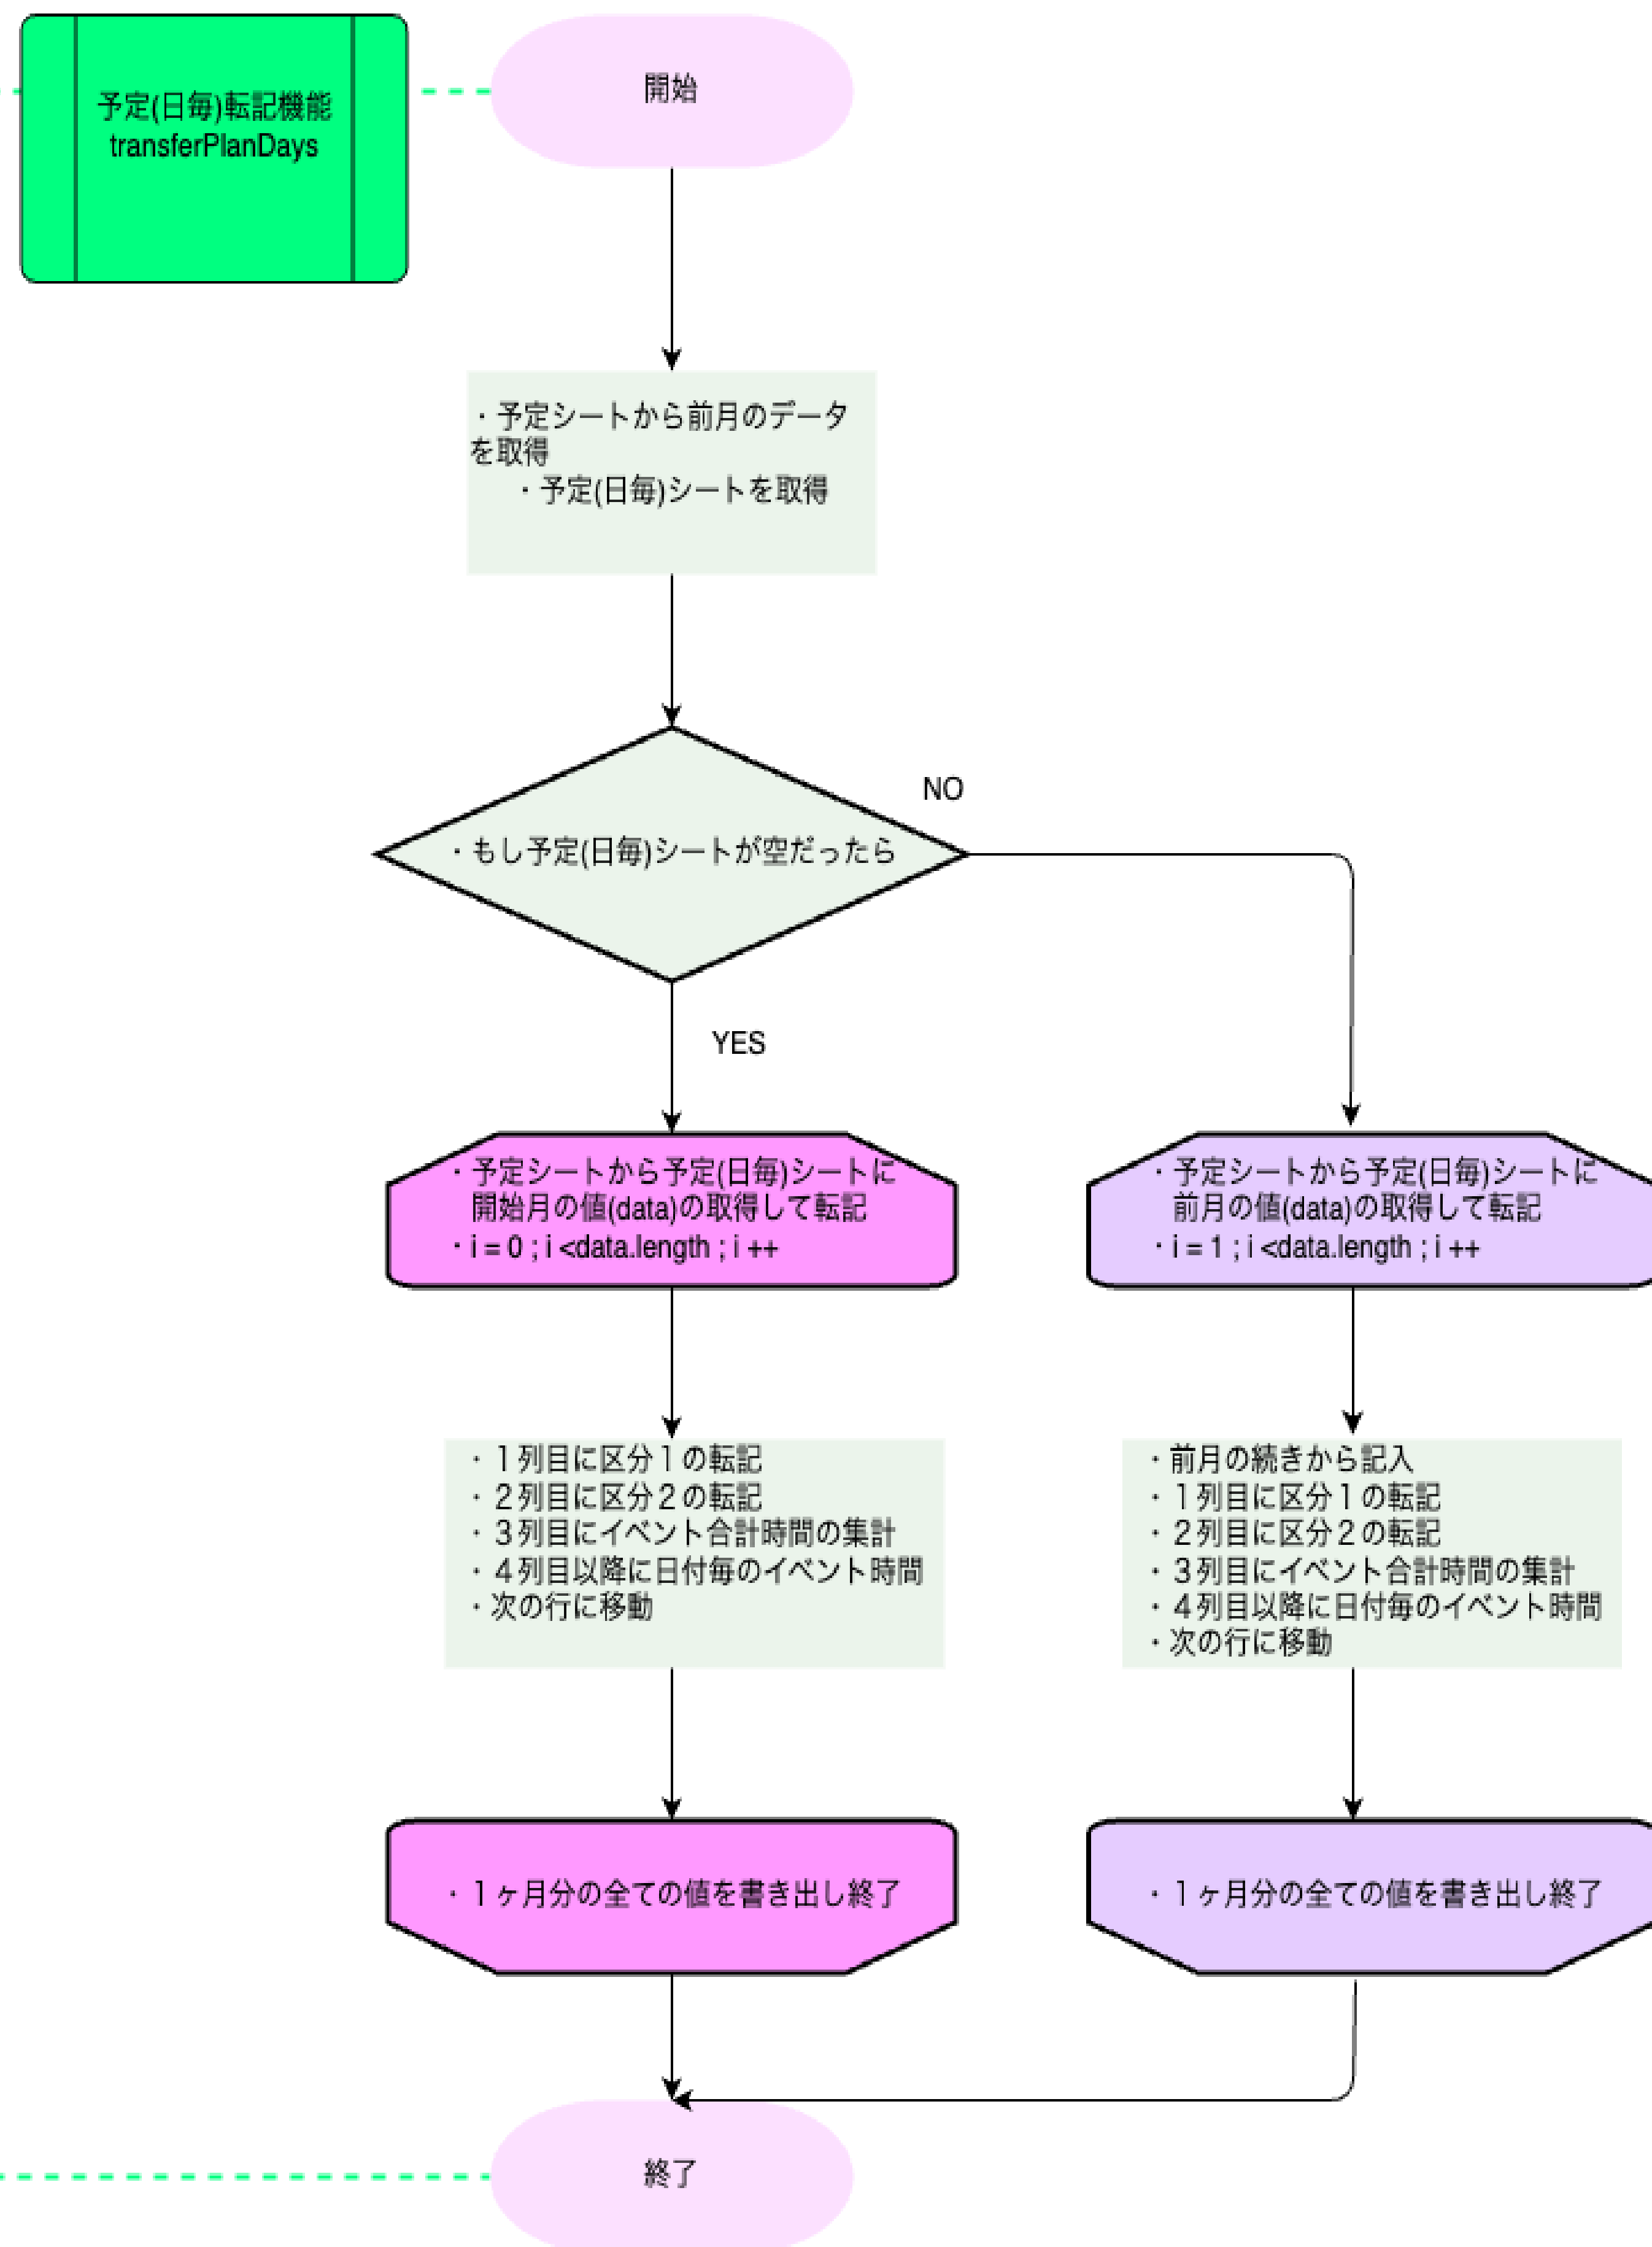 予定(日毎)転記機能
transferPlanDays
開始
・予定シートから前月のデータ
を取得
・予定(日毎)シートを取得
・もし予定(日毎)シートが空だったら
NO
YES
・予定シートから予定(日毎)シートに
開始月の値(data)の取得して転記
・i = 0 ; i <data.length ; i ++
・予定シートから予定(日毎)シートに
前月の値(data)の取得して転記
・i = 1 ; i <data.length ; i ++
・１列目に区分１の転記
・２列目に区分２の転記
・３列目にイベント合計時間の集計
・４列目以降に日付毎のイベント時間
・次の行に移動
・前月の続きから記入
・１列目に区分１の転記
・２列目に区分２の転記
・３列目にイベント合計時間の集計
・４列目以降に日付毎のイベント時間
・次の行に移動
・１ヶ月分の全ての値を書き出し終了
・１ヶ月分の全ての値を書き出し終了
終了